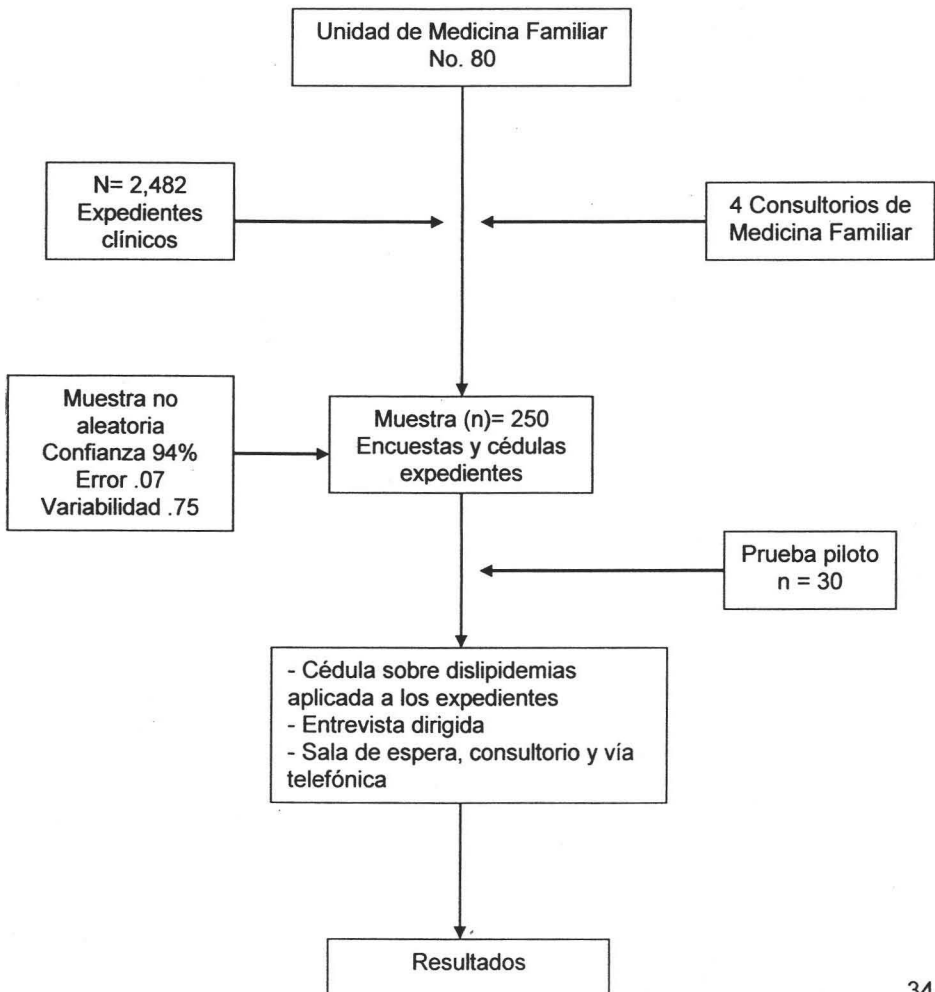 Unidad de Medicina Familiar
No. 80
N= 2,482
Expedientes
clínicos
4 Consultorios de
Medicina Familiar
Muestra no
aleatoria
Confianza 94%
Error .07
Variabilidad .75
Muestra (n)= 250
Encuestas y cédulas
expedientes
Prueba piloto
n = 30
- Cédula sobre dislipidemias
aplicada a los expedientes
- Entrevista dirigida
- Sala de espera, consultorio y vía
telefónica
Resultados
34